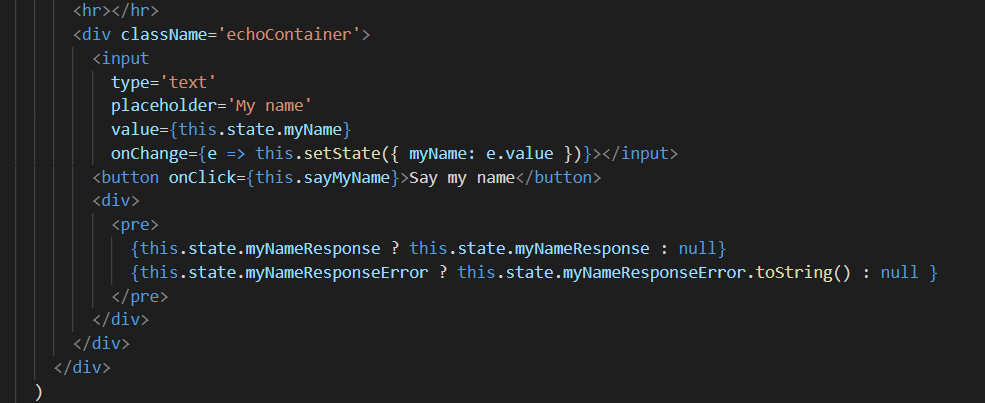 <hr></hr>
<div className='echoContainer'>
<input
type='text'
placeholder='My name'
value={this.state.myName}
onChange={e => this.setState({ myName: e.value })}></input>
<button onClick={this.sayMyName}>Say my name</button>
<div>
<pre>
{this.state.myNameResponse ? this.state.myNameResponse : null}
{this.state.myNameResponseError ? this.state.myNameResponseError.toString() : null }
</pre>
</div>
</div>
</div>
)